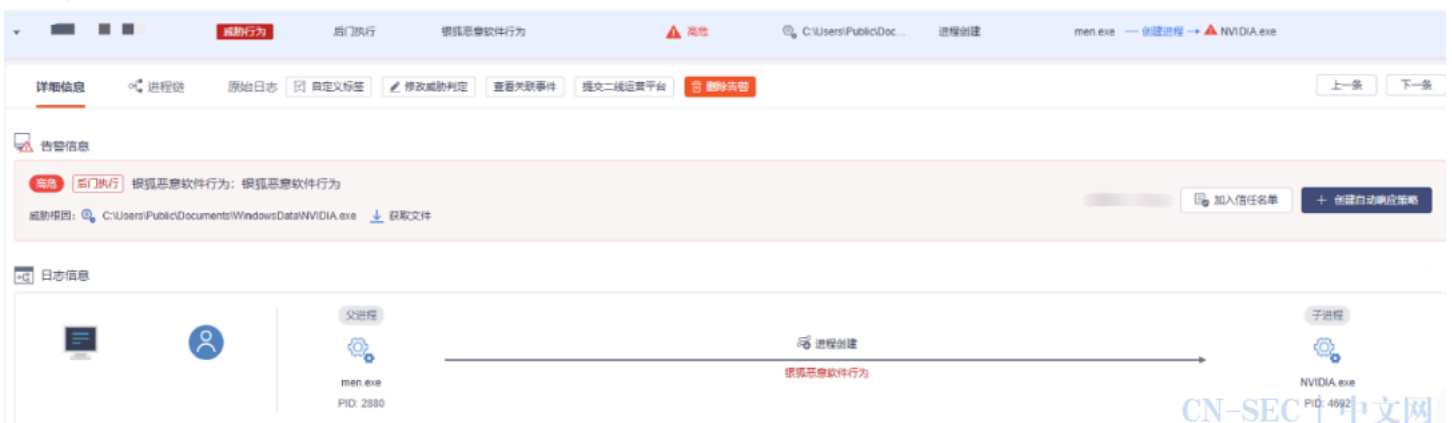 威胁行为 后门执行 银狐恶意软件行为 高危 C:\Users\Public\Doc... 进程创建 men.exe — 创建进程 → NVIDIA.exe
详细信息 进程链 原始日志 自定义标签 修改威胁判定 查看关联事件 提交二线运营平台 删除告警 上一条 下一条
告警信息
高危 后门执行 银狐恶意软件行为：银狐恶意软件行为
威胁根因： C:\Users\Public\Documents\WindowsData\NVIDIA.exe 获取文件 加入信任名单 + 创建自动响应策略
日志信息
父进程 子进程
进程创建
银狐恶意软件行为
men.exe NVIDIA.exe
PID: 2880 PID: 4692
CN-SEC 中文网